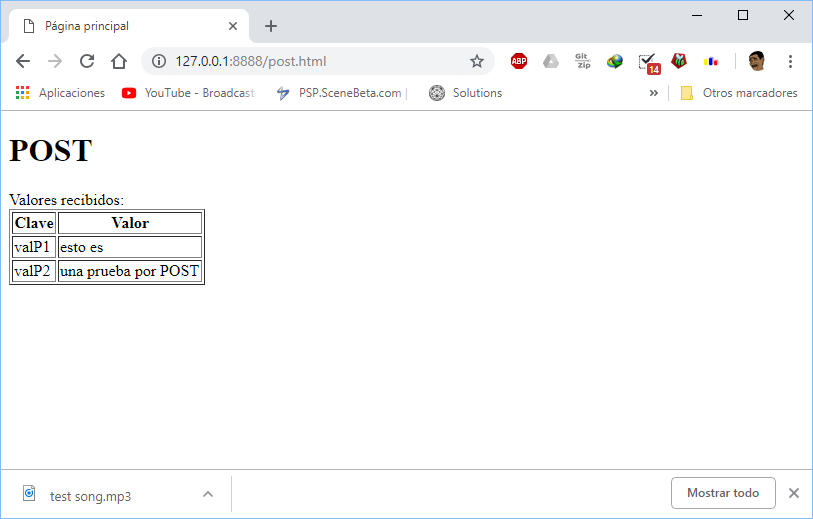 Página principal
127.0.0.1:8888/post.html
ABP
Git Zip
14
Aplicaciones YouTube - Broadcast PSP.SceneBeta.com | Solutions » Otros marcadores
POST
Valores recibidos:
Clave Valor
valP1 esto es
valP2 una prueba por POST
test song.mp3 Mostrar todo